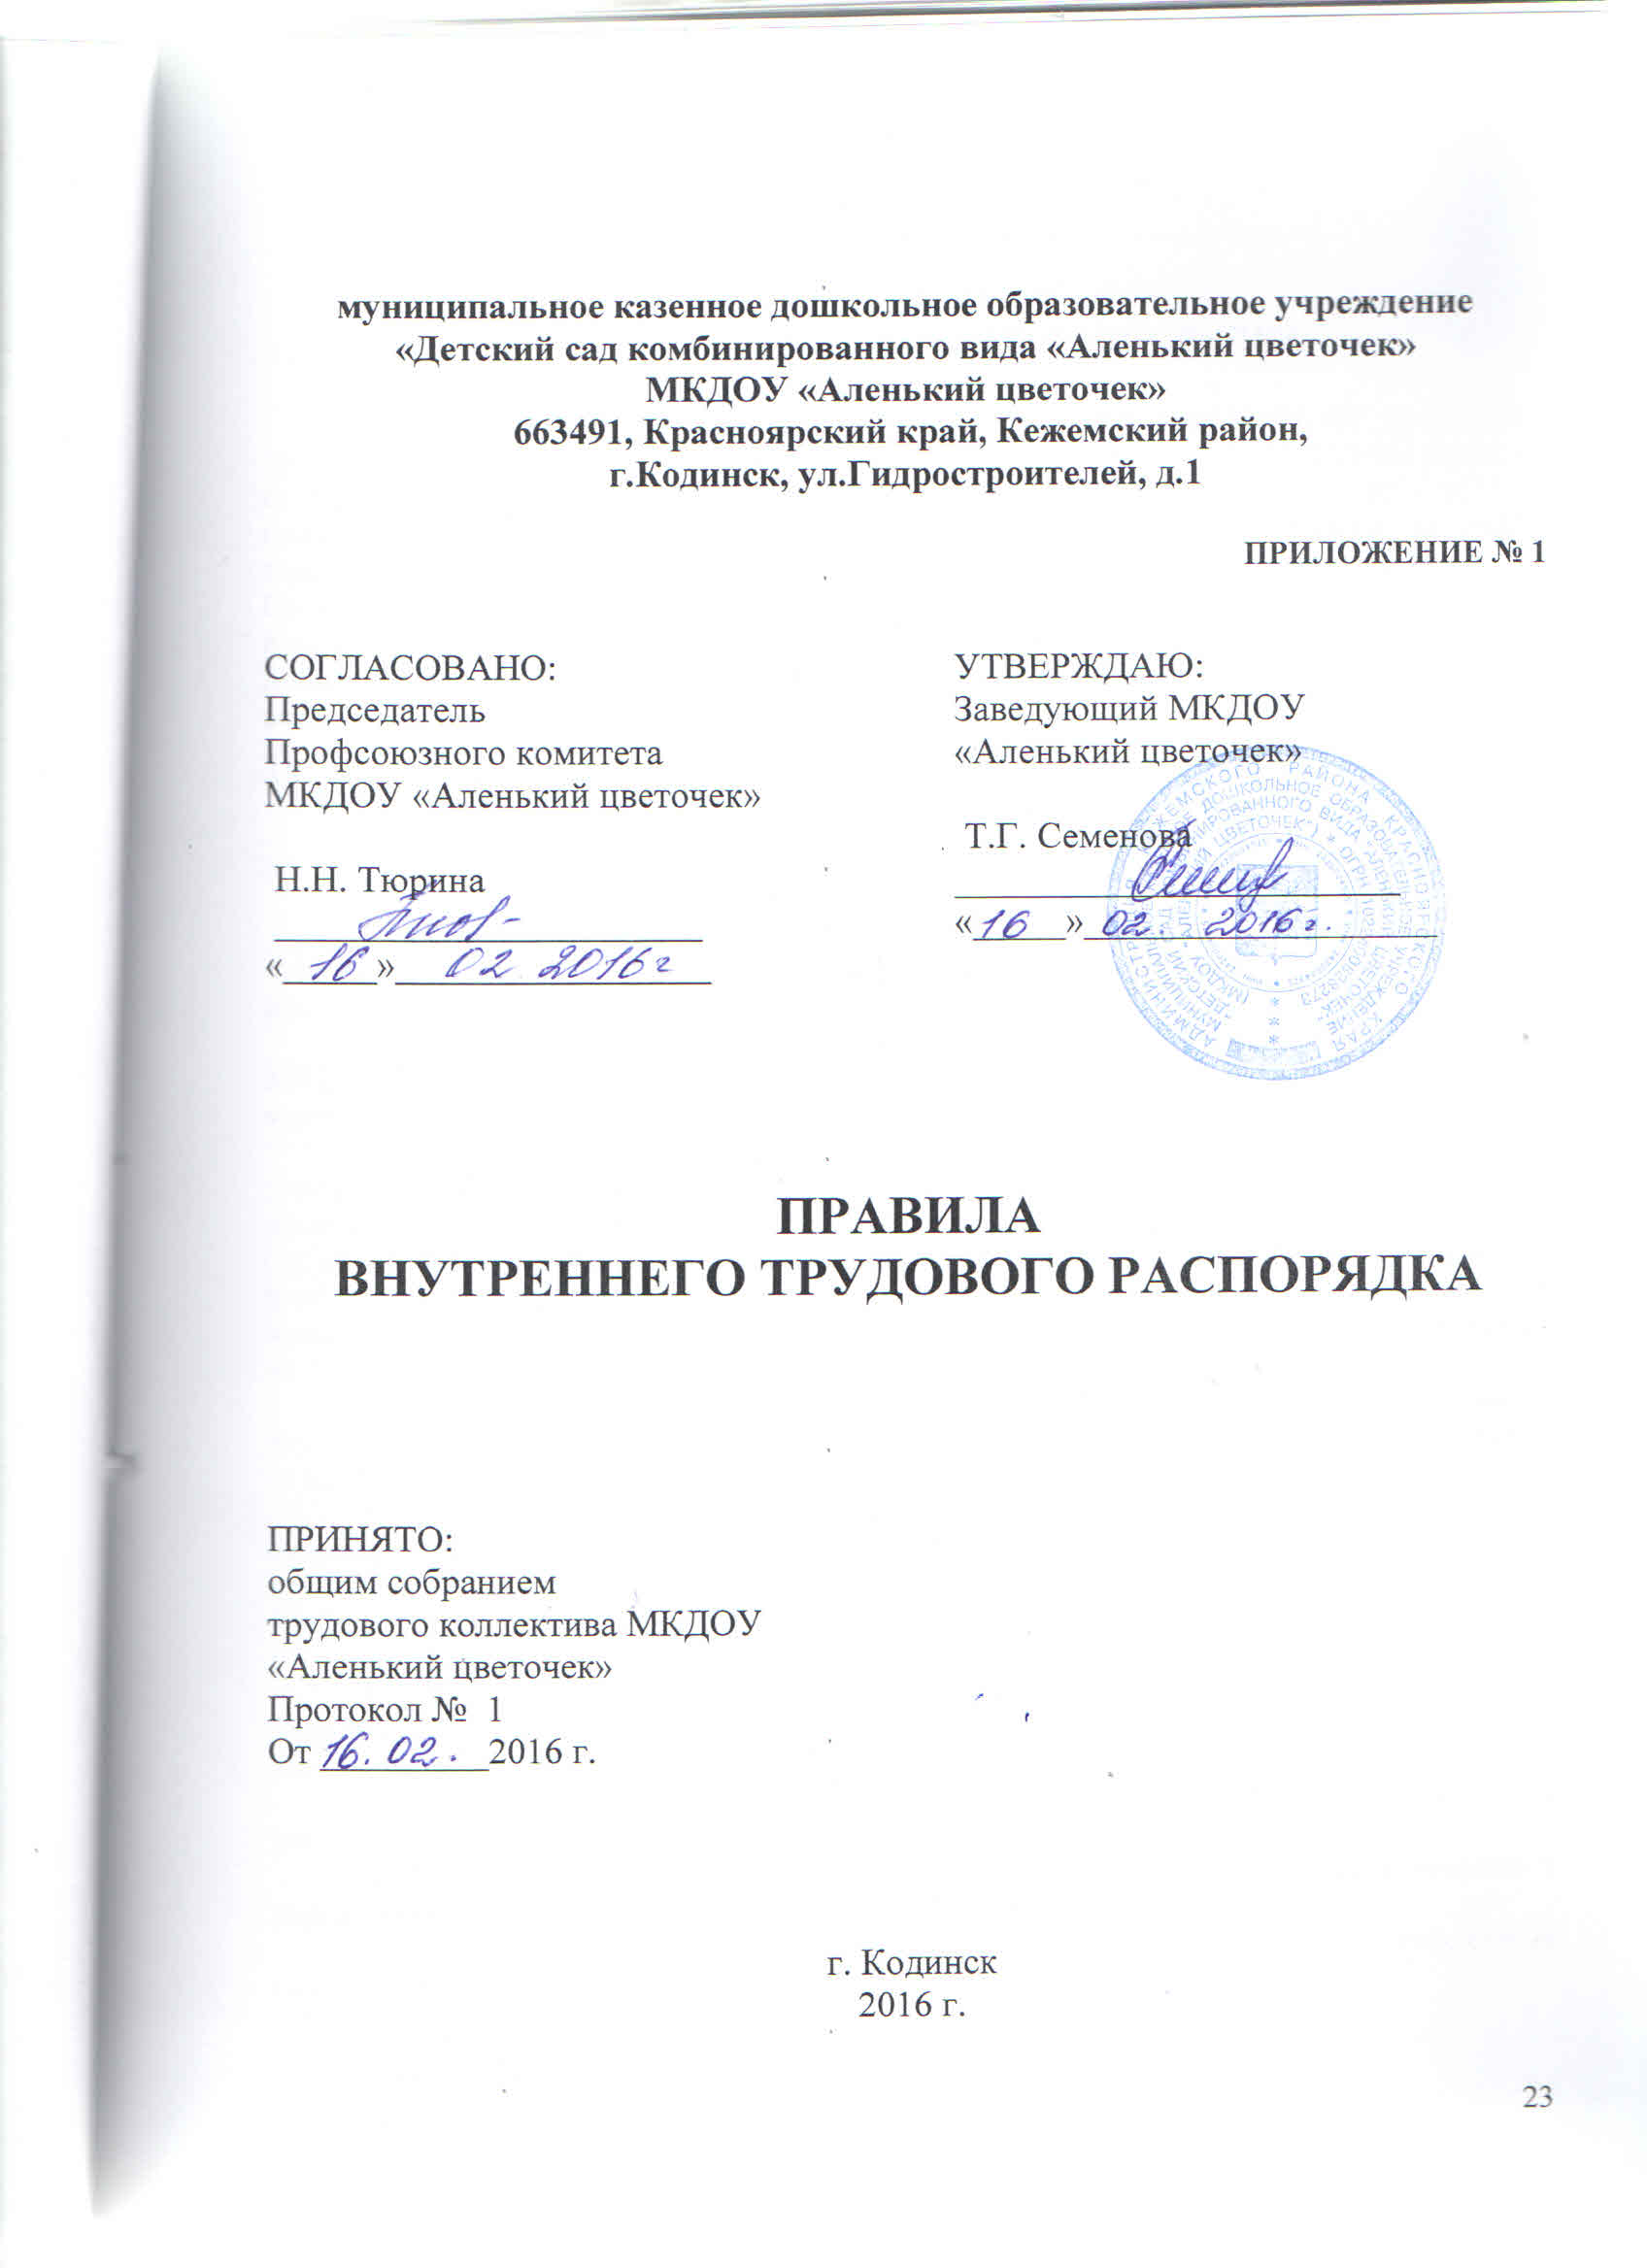 муниципальное казенное дошкольное образовательное учреждение
«Детский сад комбинированного вида «Аленький цветочек»
МКДОУ «Аленький цветочек»
663491, Красноярский край, Кежемский район,
г.Кодинск, ул.Гидростроителей, д.1
ПРИЛОЖЕНИЕ № 1
СОГЛАСОВАНО:
Председатель
Профсоюзного комитета
МКДОУ «Аленький цветочек»
Н.Н. Тюрина
«16» 02 2016 г
УТВЕРЖДАЮ:
Заведующий МКДОУ
«Аленький цветочек»
Т.Г. Семенова
«16» 02. 2016 г.
ПРАВИЛА
ВНУТРЕННЕГО ТРУДОВОГО РАСПОРЯДКА
ПРИНЯТО:
общим собранием
трудового коллектива МКДОУ
«Аленький цветочек»
Протокол № 1
От 16. 02. 2016 г.
г. Кодинск
2016 г.
23